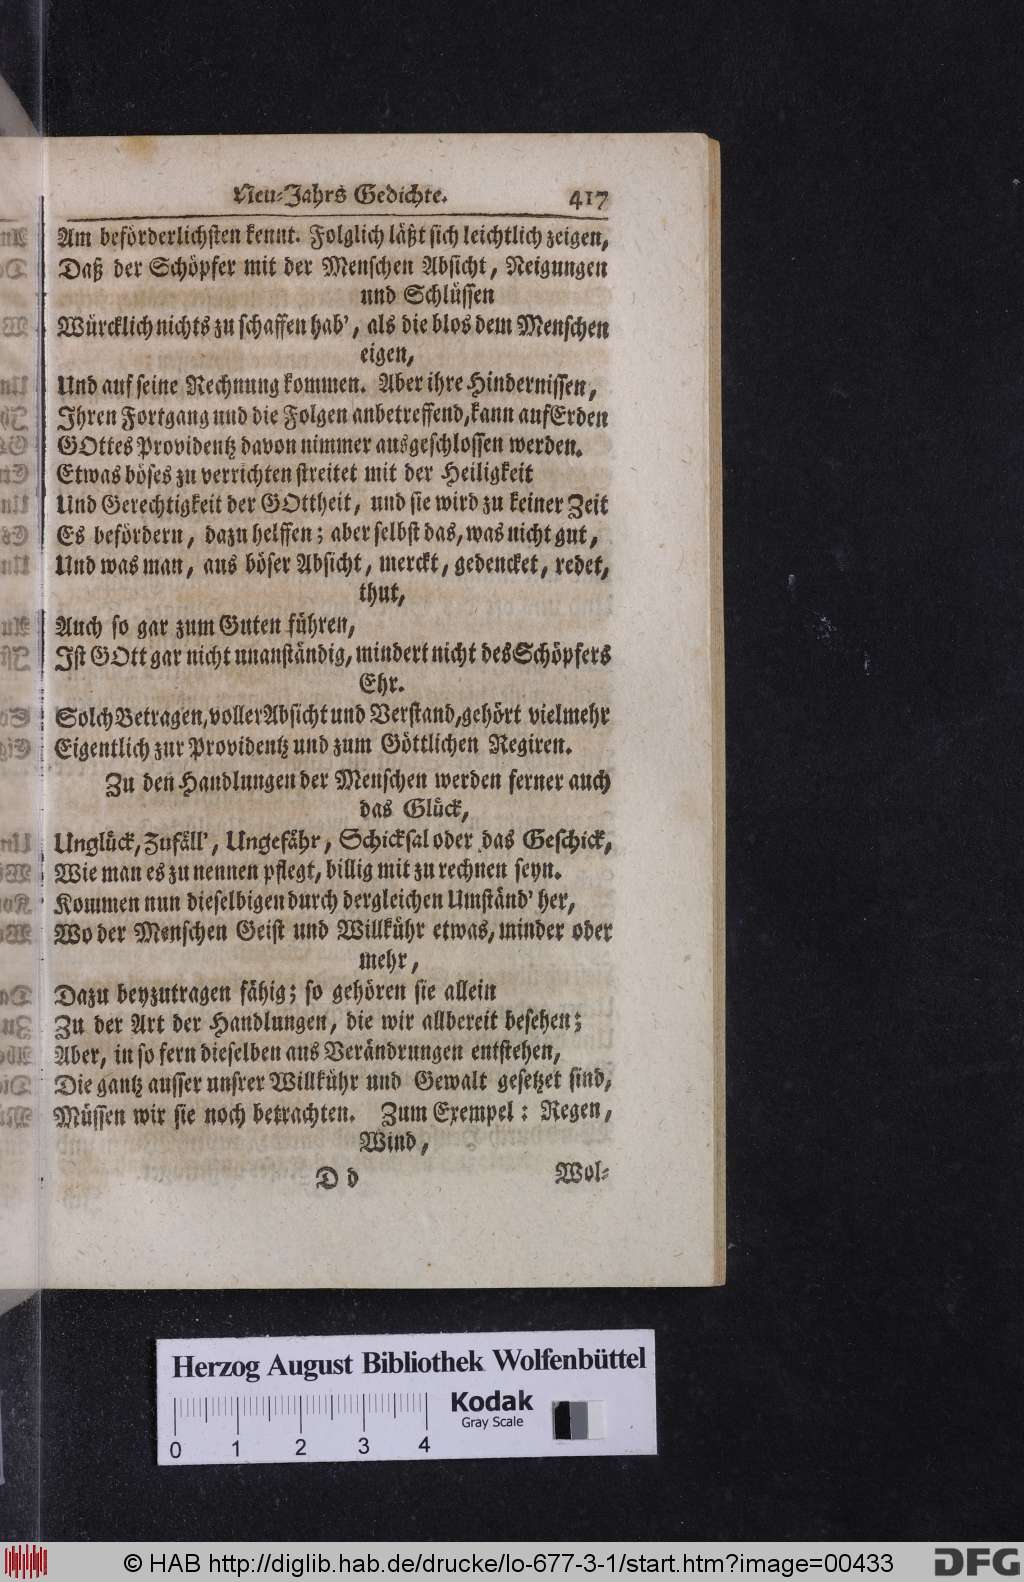 Neu-Jahrs Gedichte. 417
Am beförderlichsten kennt. Folglich läßt sich leichtlich zeigen,
Daß der Schöpfer mit der Menschen Absicht, Neigungen
und Schlüssen
Würcklich nichts zu schaffen hab', als die blos dem Menschen
eigen,
Und auf seine Rechnung kommen. Aber ihre Hindernissen,
Ihren Fortgang und die Folgen anbetreffend, kann auf Erden
GOttes Providentz davon nimmer ausgeschlossen werden.
Etwas böses zu verrichten streitet mit der Heiligkeit
Und Gerechtigkeit der GOttheit, und sie wird zu keiner Zeit
Es befördern, dazu helffen; aber selbst das, was nicht gut,
Und was man, aus böser Absicht, merckt, gedencket, redet,
thut,
Auch so gar zum Guten führen,
Ist GOtt gar nicht unanständig, mindert nicht des Schöpfers
Ehr.
Solch Betragen, voller Absicht und Verstand, gehört vielmehr
Eigentlich zur Providentz und zum Göttlichen Regiren.
Zu den Handlungen der Menschen werden ferner auch
das Glück,
Unglück, Zufäll', Ungefähr, Schicksal oder das Geschick,
Wie man es zu nennen pflegt, billig mit zu rechnen seyn.
Kommen nun dieselbigen durch dergleichen Umständ' her,
Wo der Menschen Geist und Willkühr etwas, minder oder
mehr,
Dazu beyzutragen fähig; so gehören sie allein
Zu der Art der Handlungen, die wir allbereit besehen;
Aber, in so fern dieselben aus Verändrungen entstehen,
Die gantz ausser unsrer Willkühr und Gewalt gesetzet sind,
Müssen wir sie noch betrachten. Zum Exempel: Regen,
Wind,
D d Wol-
Herzog August Bibliothek Wolfenbüttel
Kodak
Gray Scale
0 1 2 3 4
© HAB http://diglib.hab.de/drucke/lo-677-3-1/start.htm?image=00433
DFG